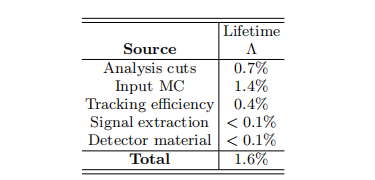 Lifetime
Source Λ
Analysis cuts 0.7%
Input MC 1.4%
Tracking efficiency 0.4%
Signal extraction < 0.1%
Detector material < 0.1%
Total 1.6%